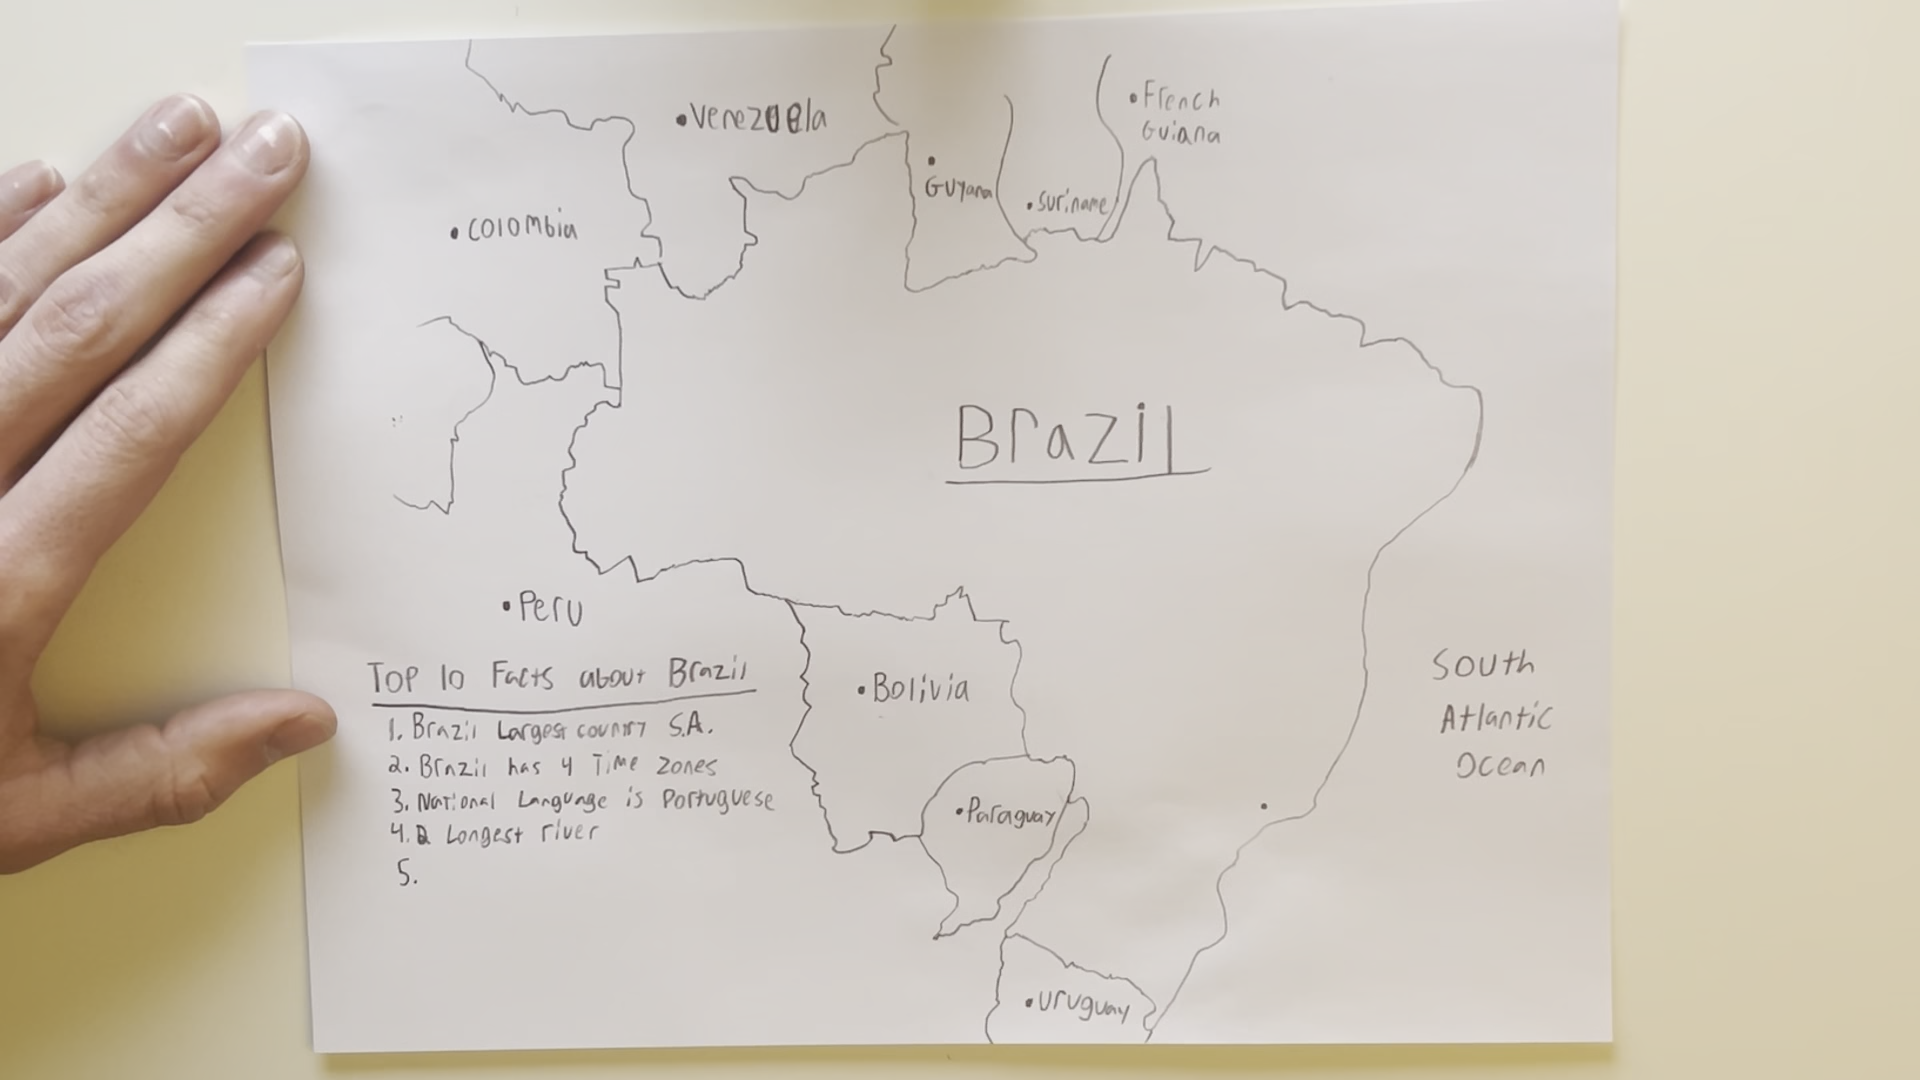 •Venezuela
•French
Guiana
•Guyana
•Suriname
•Colombia
Brazil
•Peru
Top 10 Facts about Brazil
1. Brazil Largest country S.A.
2. Brazil has 4 Time zones
3. National Language is Portuguese
4. 2 Longest river
5.
•Bolivia
South
Atlantic
Ocean
•Paraguay
•Uruguay